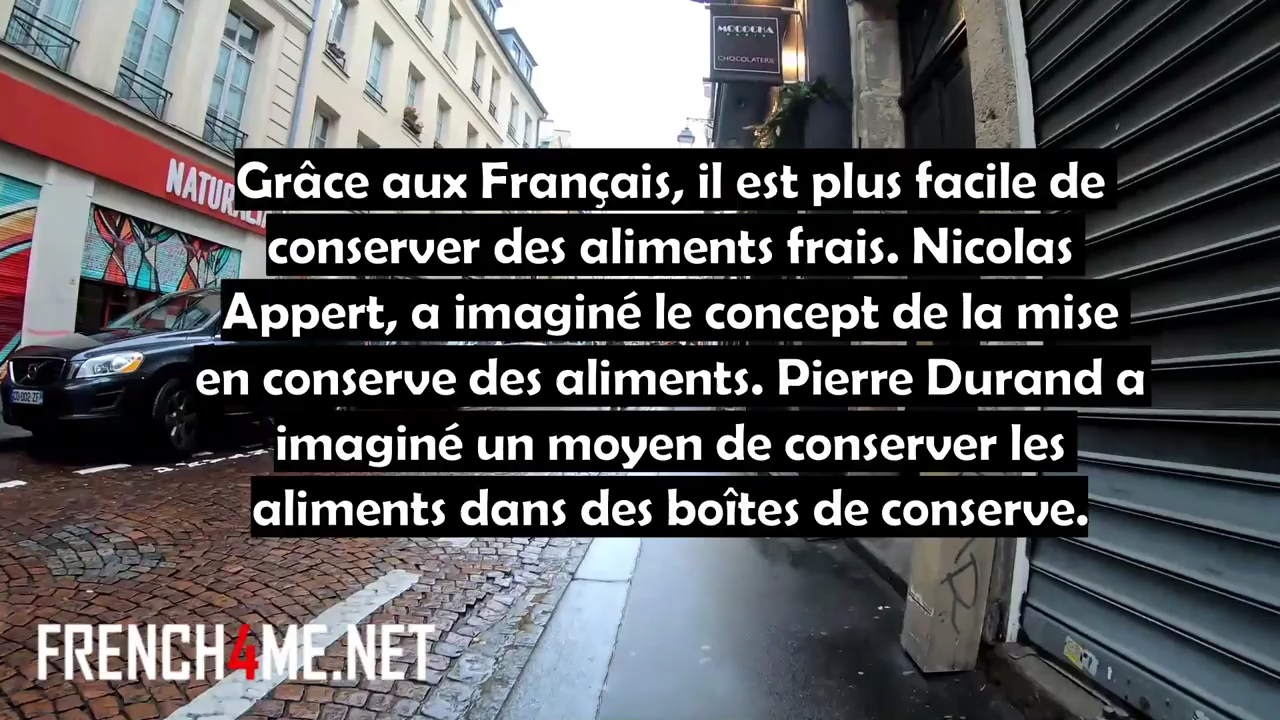 MOCOCHA
PARIS
CHOCOLATERIE
Grâce aux Français, il est plus facile de
conserver des aliments frais. Nicolas
Appert, a imaginé le concept de la mise
en conserve des aliments. Pierre Durand a
imaginé un moyen de conserver les
aliments dans des boîtes de conserve.
FRENCH4ME.NET